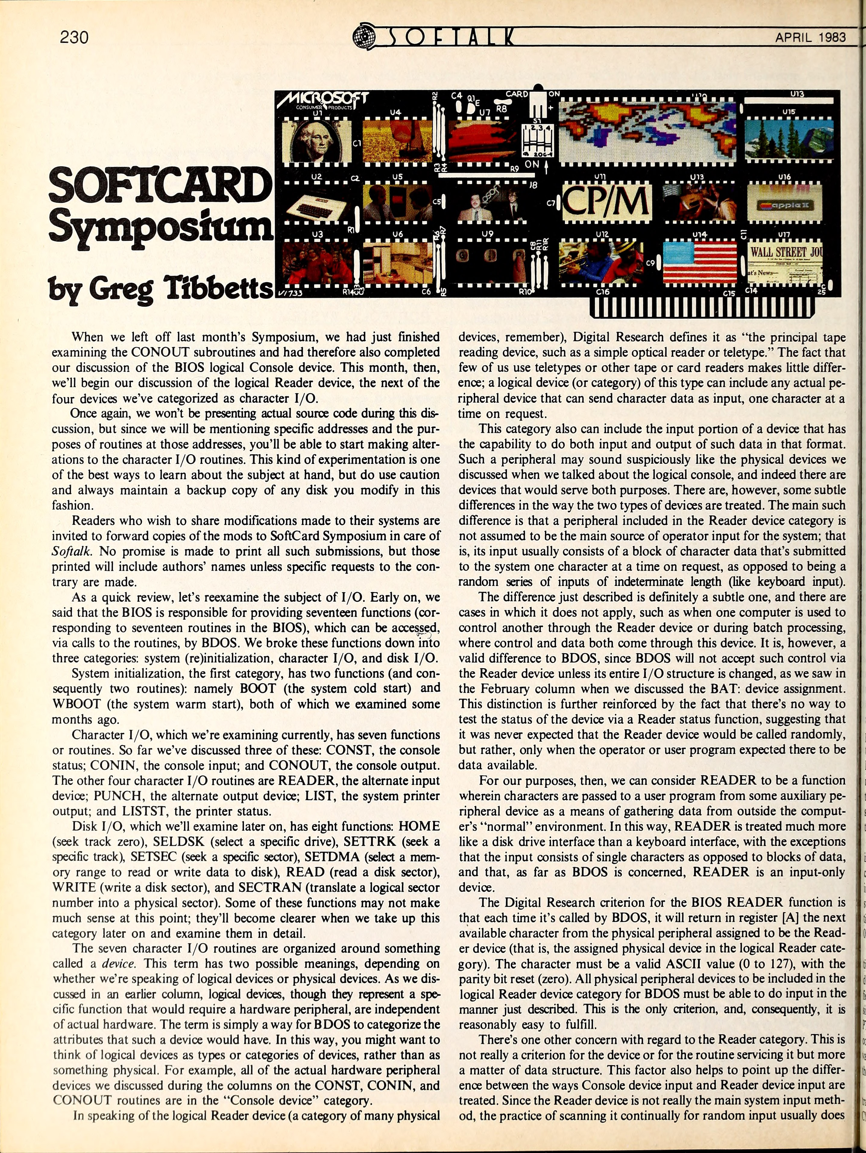 230
SOFTALK
APRIL 1983
SOFTCARD
Symposium
by Greg Tibbetts
MICROSOFT
CONSUMER PRODUCTS
U1
U4
R2
C4
Q1
E
R8
U7
CARD
ON
S1
1 2 3 4
ON
U13
U15
C1
R3
R4
R9
J8
U2
C2
U5
C5
R1
C7
U11
CP/M
U13
U16
apple
U3
U6
R6
R7
R5
U9
C8
R11
R10
U12
C9
U14
C11
U17
WALL STREET JOU
at's News—
C6
C16
C15
C14
When we left off last month's Symposium, we had just finished
examining the CONOUT subroutines and had therefore also completed
our discussion of the BIOS logical Console device. This month, then,
we'll begin our discussion of the logical Reader device, the next of the
four devices we've categorized as character I/O.
Once again, we won't be presenting actual source code during this dis-
cussion, but since we will be mentioning specific addresses and the pur-
poses of routines at those addresses, you'll be able to start making alter-
ations to the character I/O routines. This kind of experimentation is one
of the best ways to learn about the subject at hand, but do use caution
and always maintain a backup copy of any disk you modify in this
fashion.
Readers who wish to share modifications made to their systems are
invited to forward copies of the mods to SoftCard Symposium in care of
Softalk. No promise is made to print all such submissions, but those
printed will include authors' names unless specific requests to the con-
trary are made.
As a quick review, let's reexamine the subject of I/O. Early on, we
said that the BIOS is responsible for providing seventeen functions (cor-
responding to seventeen routines in the BIOS), which can be accessed,
via calls to the routines, by BDOS. We broke these functions down into
three categories: system (re)initialization, character I/O, and disk I/O.
System initialization, the first category, has two functions (and con-
sequently two routines): namely BOOT (the system cold start) and
WBOOT (the system warm start), both of which we examined some
months ago.
Character I/O, which we're examining currently, has seven functions
or routines. So far we've discussed three of these: CONST, the console
status; CONIN, the console input; and CONOUT, the console output.
The other four character I/O routines are READER, the alternate input
device; PUNCH, the alternate output device; LIST, the system printer
output; and LISTST, the printer status.
Disk I/O, which we'll examine later on, has eight functions: HOME
(seek track zero), SELDSK (select a specific drive), SETTRK (seek a
specific track), SETSEC (seek a specific sector), SETDMA (select a mem-
ory range to read or write data to disk), READ (read a disk sector),
WRITE (write a disk sector), and SECTRAN (translate a logical sector
number into a physical sector). Some of these functions may not make
much sense at this point; they'll become clearer when we take up this
category later on and examine them in detail.
The seven character I/O routines are organized around something
called a device. This term has two possible meanings, depending on
whether we're speaking of logical devices or physical devices. As we dis-
cussed in an earlier column, logical devices, though they represent a spe-
cific function that would require a hardware peripheral, are independent
of actual hardware. The term is simply a way for BDOS to categorize the
attributes that such a device would have. In this way, you might want to
think of logical devices as types or categories of devices, rather than as
something physical. For example, all of the actual hardware peripheral
devices we discussed during the columns on the CONST, CONIN, and
CONOUT routines are in the "Console device" category.
In speaking of the logical Reader device (a category of many physical
devices, remember), Digital Research defines it as "the principal tape
reading device, such as a simple optical reader or teletype." The fact that
few of us use teletypes or other tape or card readers makes little differ-
ence; a logical device (or category) of this type can include any actual pe-
ripheral device that can send character data as input, one character at a
time on request.
This category also can include the input portion of a device that has
the capability to do both input and output of such data in that format.
Such a peripheral may sound suspiciously like the physical devices we
discussed when we talked about the logical console, and indeed there are
devices that would serve both purposes. There are, however, some subtle
differences in the way the two types of devices are treated. The main such
difference is that a peripheral included in the Reader device category is
not assumed to be the main source of operator input for the system; that
is, its input usually consists of a block of character data that's submitted
to the system one character at a time on request, as opposed to being a
random series of inputs of indeterminate length (like keyboard input).
The difference just described is definitely a subtle one, and there are
cases in which it does not apply, such as when one computer is used to
control another through the Reader device or during batch processing,
where control and data both come through this device. It is, however, a
valid difference to BDOS, since BDOS will not accept such control via
the Reader device unless its entire I/O structure is changed, as we saw in
the February column when we discussed the BAT: device assignment.
This distinction is further reinforced by the fact that there's no way to
test the status of the device via a Reader status function, suggesting that
it was never expected that the Reader device would be called randomly,
but rather, only when the operator or user program expected there to be
data available.
For our purposes, then, we can consider READER to be a function
wherein characters are passed to a user program from some auxiliary pe-
ripheral device as a means of gathering data from outside the comput-
er's "normal" environment. In this way, READER is treated much more
like a disk drive interface than a keyboard interface, with the exceptions
that the input consists of single characters as opposed to blocks of data,
and that, as far as BDOS is concerned, READER is an input-only
device.
The Digital Research criterion for the BIOS READER function is
that each time it's called by BDOS, it will return in register [A] the next
available character from the physical peripheral assigned to be the Read-
er device (that is, the assigned physical device in the logical Reader cate-
gory). The character must be a valid ASCII value (0 to 127), with the
parity bit reset (zero). All physical peripheral devices to be included in the
logical Reader device category for BDOS must be able to do input in the
manner just described. This is the only criterion, and, consequently, it is
reasonably easy to fulfill.
There's one other concern with regard to the Reader category. This is
not really a criterion for the device or for the routine servicing it but more
a matter of data structure. This factor also helps to point up the differ-
ence between the ways Console device input and Reader device input are
treated. Since the Reader device is not really the main system input meth-
od, the practice of scanning it continually for random input usually does